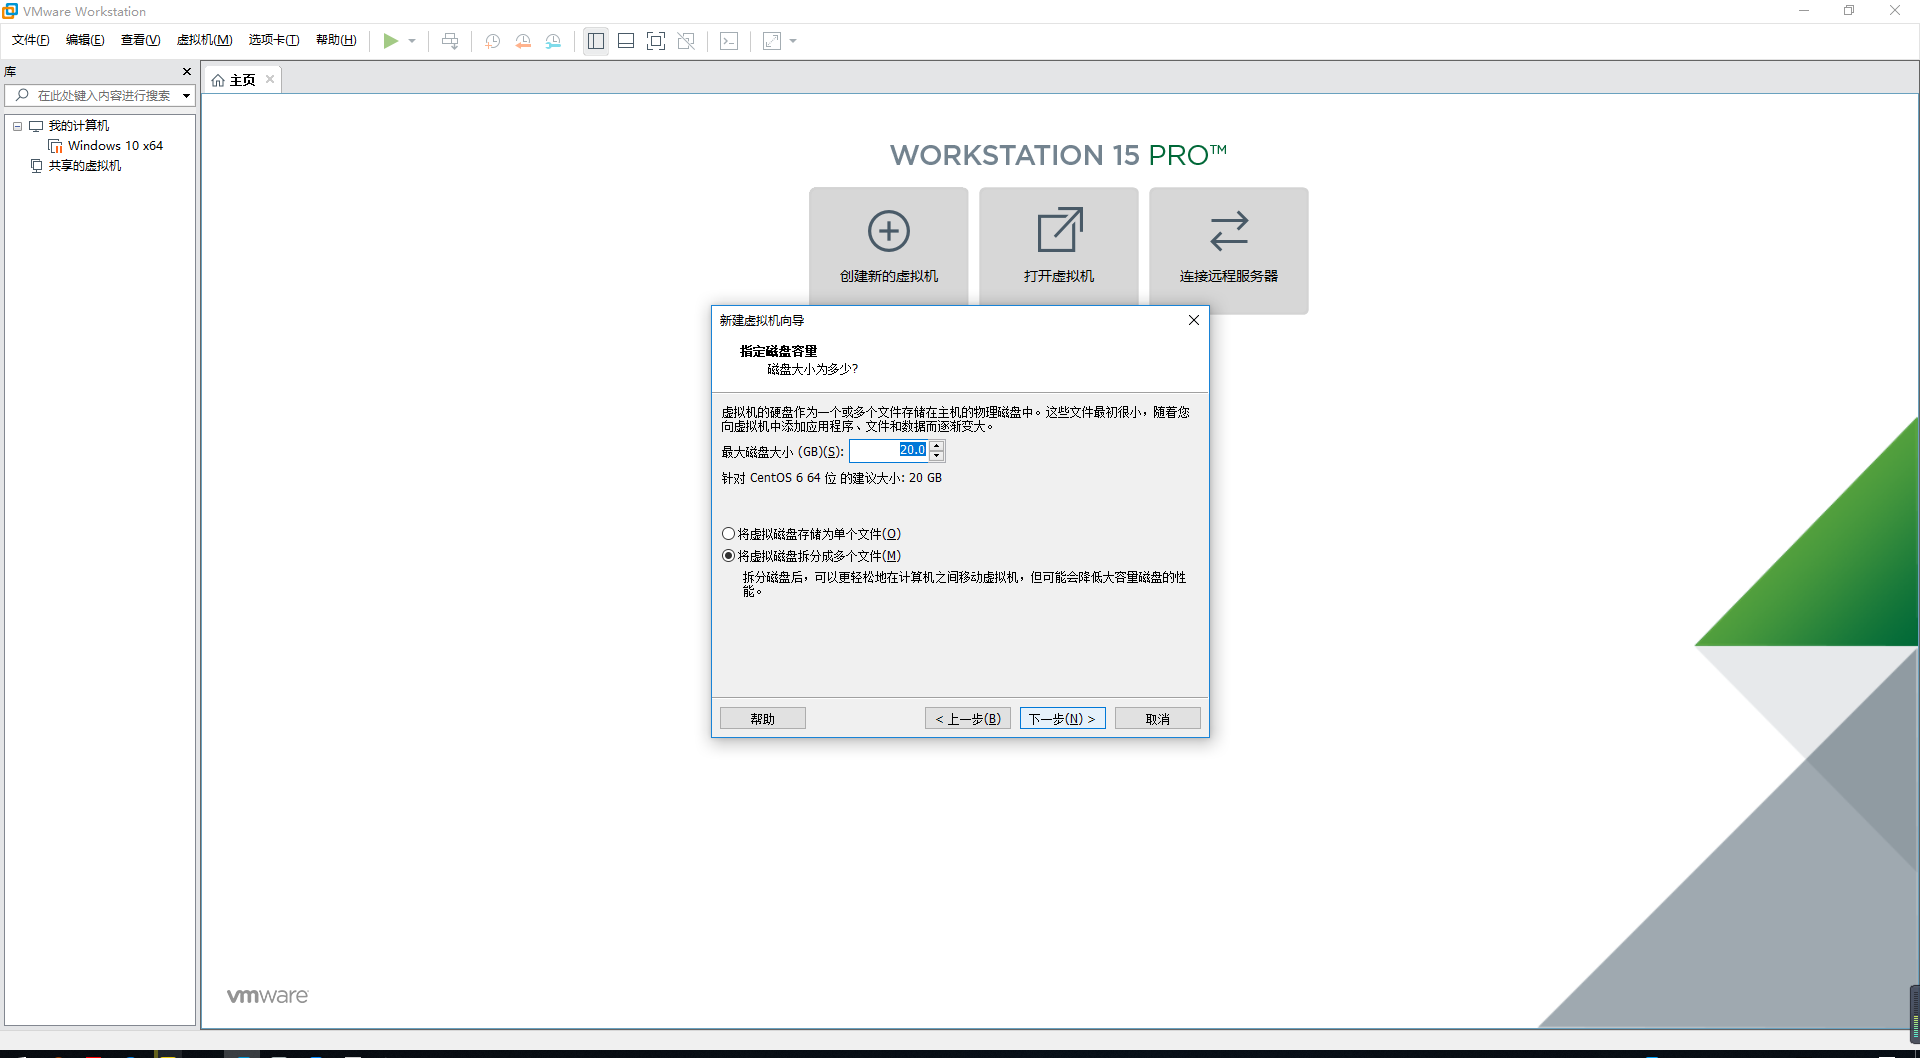 VMware Workstation
文件(F) 编辑(E) 查看(V) 虚拟机(M) 选项卡(T) 帮助(H)
库
主页
在此处键入内容进行搜索
我的计算机
Windows 10 x64
共享的虚拟机
WORKSTATION 15 PRO™
创建新的虚拟机
打开虚拟机
连接远程服务器
新建虚拟机向导
指定磁盘容量
磁盘大小为多少?
虚拟机的硬盘作为一个或多个文件存储在主机的物理磁盘中。这些文件最初很小，随着您
向虚拟机中添加应用程序、文件和数据而逐渐变大。
最大磁盘大小 (GB)(S): 20.0
针对 CentOS 6 64 位 的建议大小: 20 GB
将虚拟磁盘存储为单个文件(O)
将虚拟磁盘拆分成多个文件(M)
拆分磁盘后，可以更轻松地在计算机之间移动虚拟机，但可能会降低大容量磁盘的性
能。
帮助
< 上一步(B)
下一步(N) >
取消
vmware